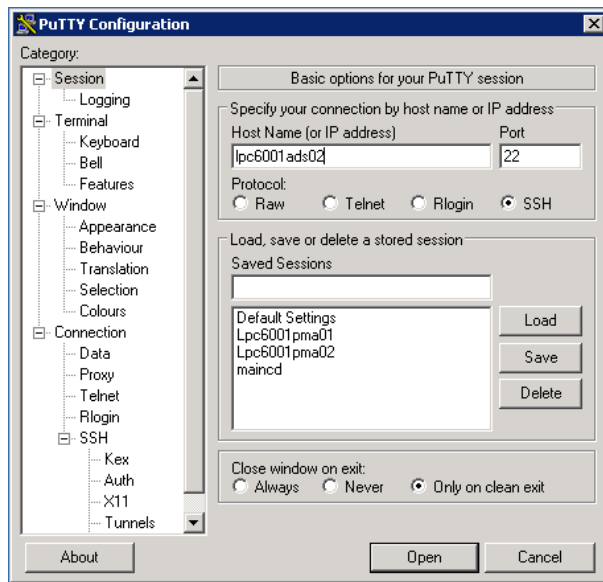 PuTTY Configuration
Category:
Session
Logging
Terminal
Keyboard
Bell
Features
Window
Appearance
Behaviour
Translation
Selection
Colours
Connection
Data
Proxy
Telnet
Rlogin
SSH
Kex
Auth
X11
Tunnels
Basic options for your PuTTY session
Specify your connection by host name or IP address
Host Name (or IP address) Port
lpc6001ads02 22
Protocol:
Raw Telnet Rlogin SSH
Load, save or delete a stored session
Saved Sessions
Default Settings
Lpc6001pma01
Lpc6001pma02
maincd
Load
Save
Delete
Close window on exit:
Always Never Only on clean exit
About Open Cancel